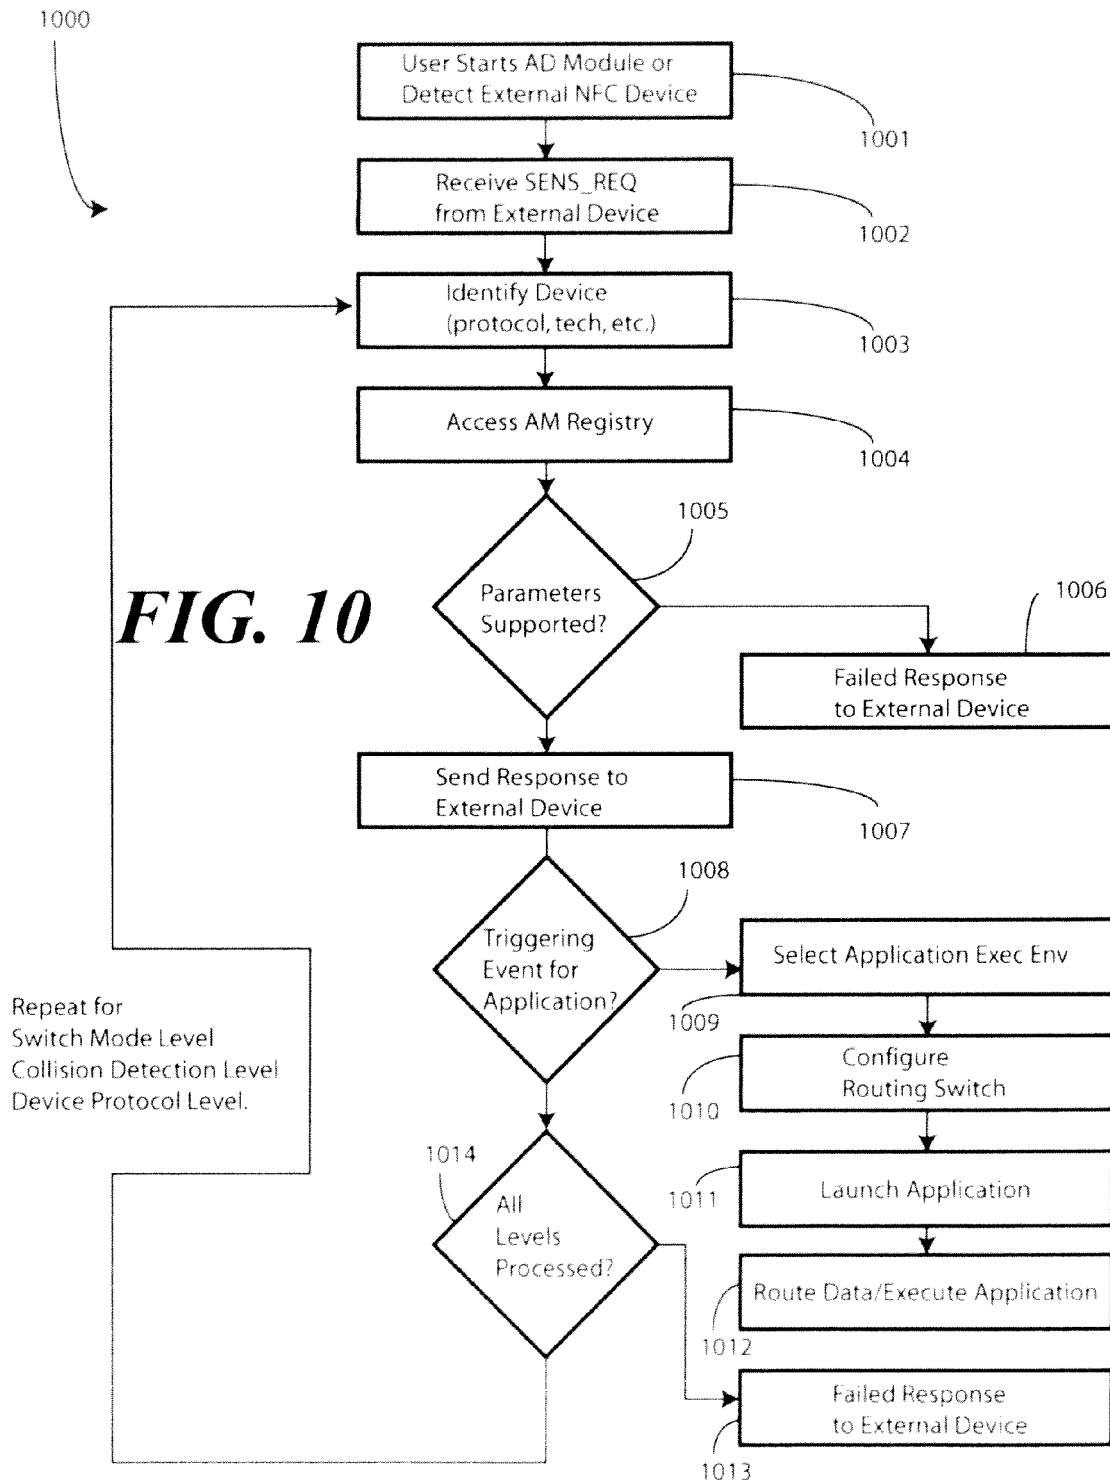 1000
User Starts AD Module or
Detect External NFC Device
1001
Receive SENS_REQ
from External Device
1002
Identify Device
(protocol, tech, etc.)
1003
Access AM Registry
1004
1005
Parameters
Supported?
FIG. 10
1006
Failed Response
to External Device
Send Response to
External Device
1007
1008
Triggering
Event for
Application?
Select Application Exec Env
1009
Repeat for
Switch Mode Level
Collision Detection Level
Device Protocol Level.
Configure
Routing Switch
1010
1014
All
Levels
Processed?
Launch Application
1011
Route Data/Execute Application
1012
Failed Response
to External Device
1013